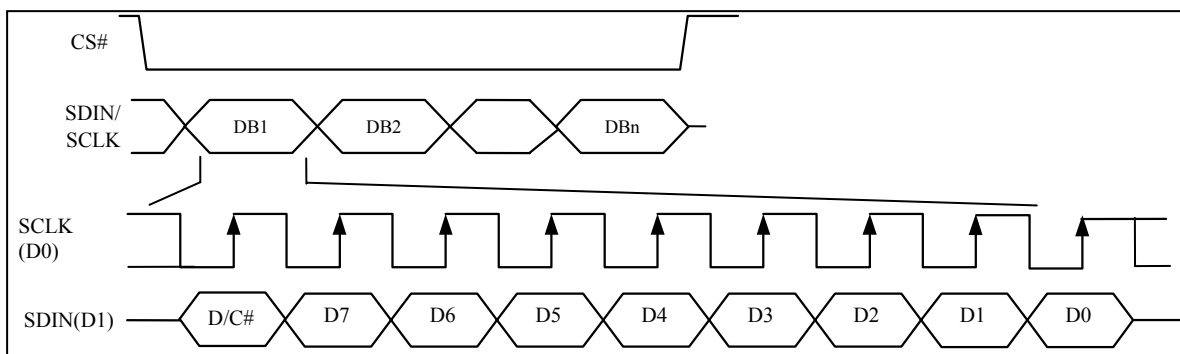 CS#
SDIN/
SCLK
DB1 DB2 DBn
SCLK
(D0)
SDIN(D1) D/C# D7 D6 D5 D4 D3 D2 D1 D0